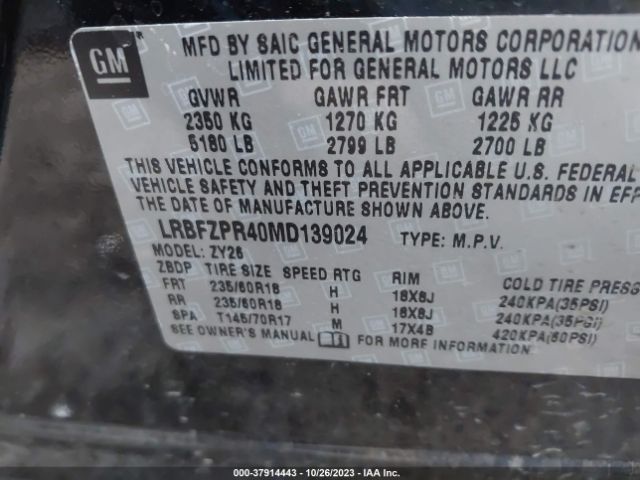 GM
MFD BY SAIC GENERAL MOTORS CORPORATION
LIMITED FOR GENERAL MOTORS LLC
GVWR GAWR FRT GAWR RR
2350 KG 1270 KG 1225 KG
5180 LB 2799 LB 2700 LB
THIS VEHICLE CONFORMS TO ALL APPLICABLE U.S. FEDERAL
VEHICLE SAFETY AND THEFT PREVENTION STANDARDS IN EFF
THE DATE OF MANUFACTURE SHOWN ABOVE.
LRBFZPR40MD139024 TYPE: M.P.V.
MODEL: ZY26
ZBDP TIRE SIZE SPEED RTG RIM COLD TIRE PRESS
FRT 235/60R18 H 18X8J 240KPA(35PSI)
RR 235/60R18 H 18X8J 240KPA(35PSI)
SPA T145/70R17 M 17X4B 420KPA(60PSI)
SEE OWNER'S MANUAL FOR MORE INFORMATION
000-37914443 | 10/26/2023 | IAA Inc.